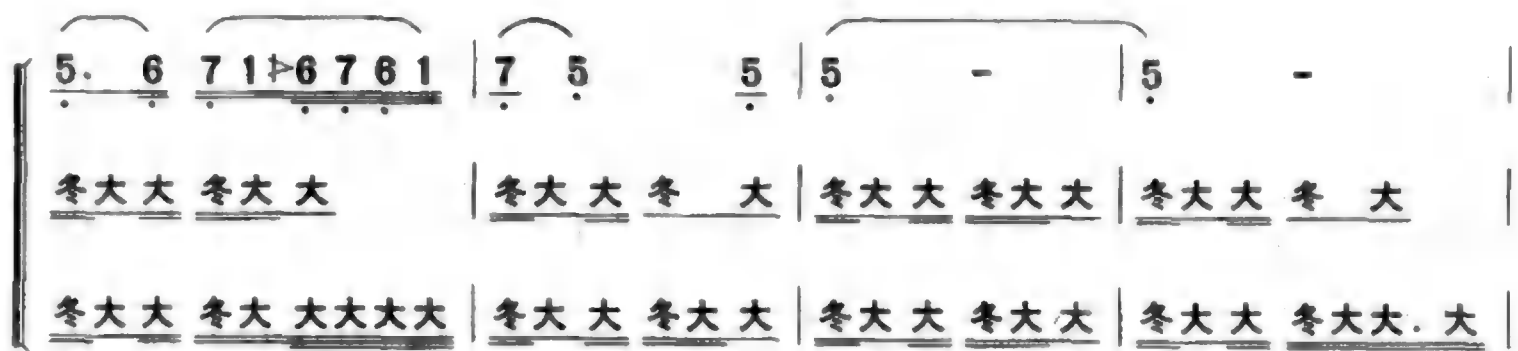 5. 6 7 1 6 7 6 1 | 7 5 5 | 5 - | 5 - |
冬大大 冬大大 | 冬大大 冬 大 | 冬大大 冬大大 | 冬大大 冬 大 |
冬大大 冬大大大大大 | 冬大大 冬大大 | 冬大大 冬大大 | 冬大大 冬大大. 大 |